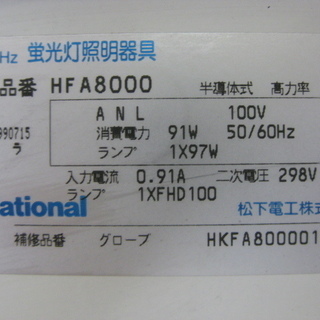 Hz 蛍光灯照明器具
品番 HFA8000 半導体式 高力率
990715
ラ
ANL 100V
消費電力 91W 50/60Hz
ランプ 1X97W
入力電流 0.91A 二次電圧 298V
ランプ 1XFHD100
ational 松下電工株式
補修品番 グローブ HKFA800001